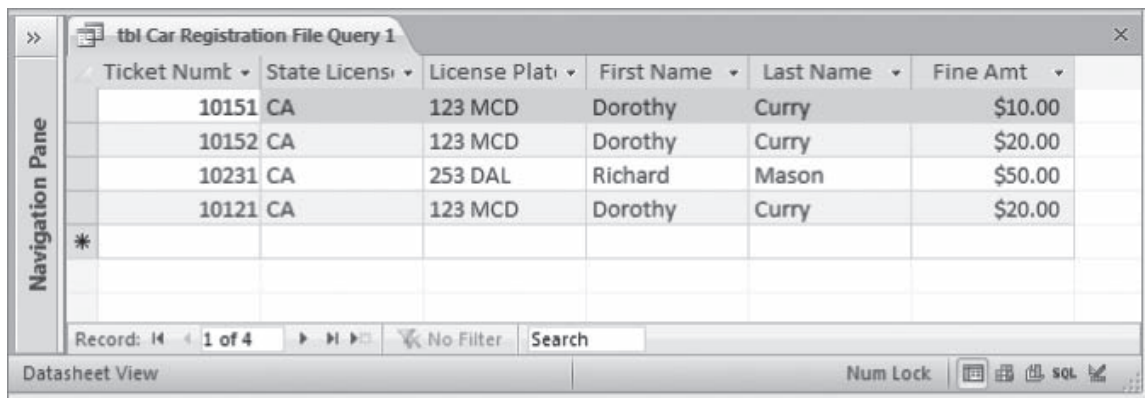 tbl Car Registration File Query 1
Navigation Pane
Ticket Numb State License License Plate First Name Last Name Fine Amt
10151 CA 123 MCD Dorothy Curry $10.00
10152 CA 123 MCD Dorothy Curry $20.00
10231 CA 253 DAL Richard Mason $50.00
10121 CA 123 MCD Dorothy Curry $20.00
Record: 1 of 4 No Filter Search
Datasheet View Num Lock SQL